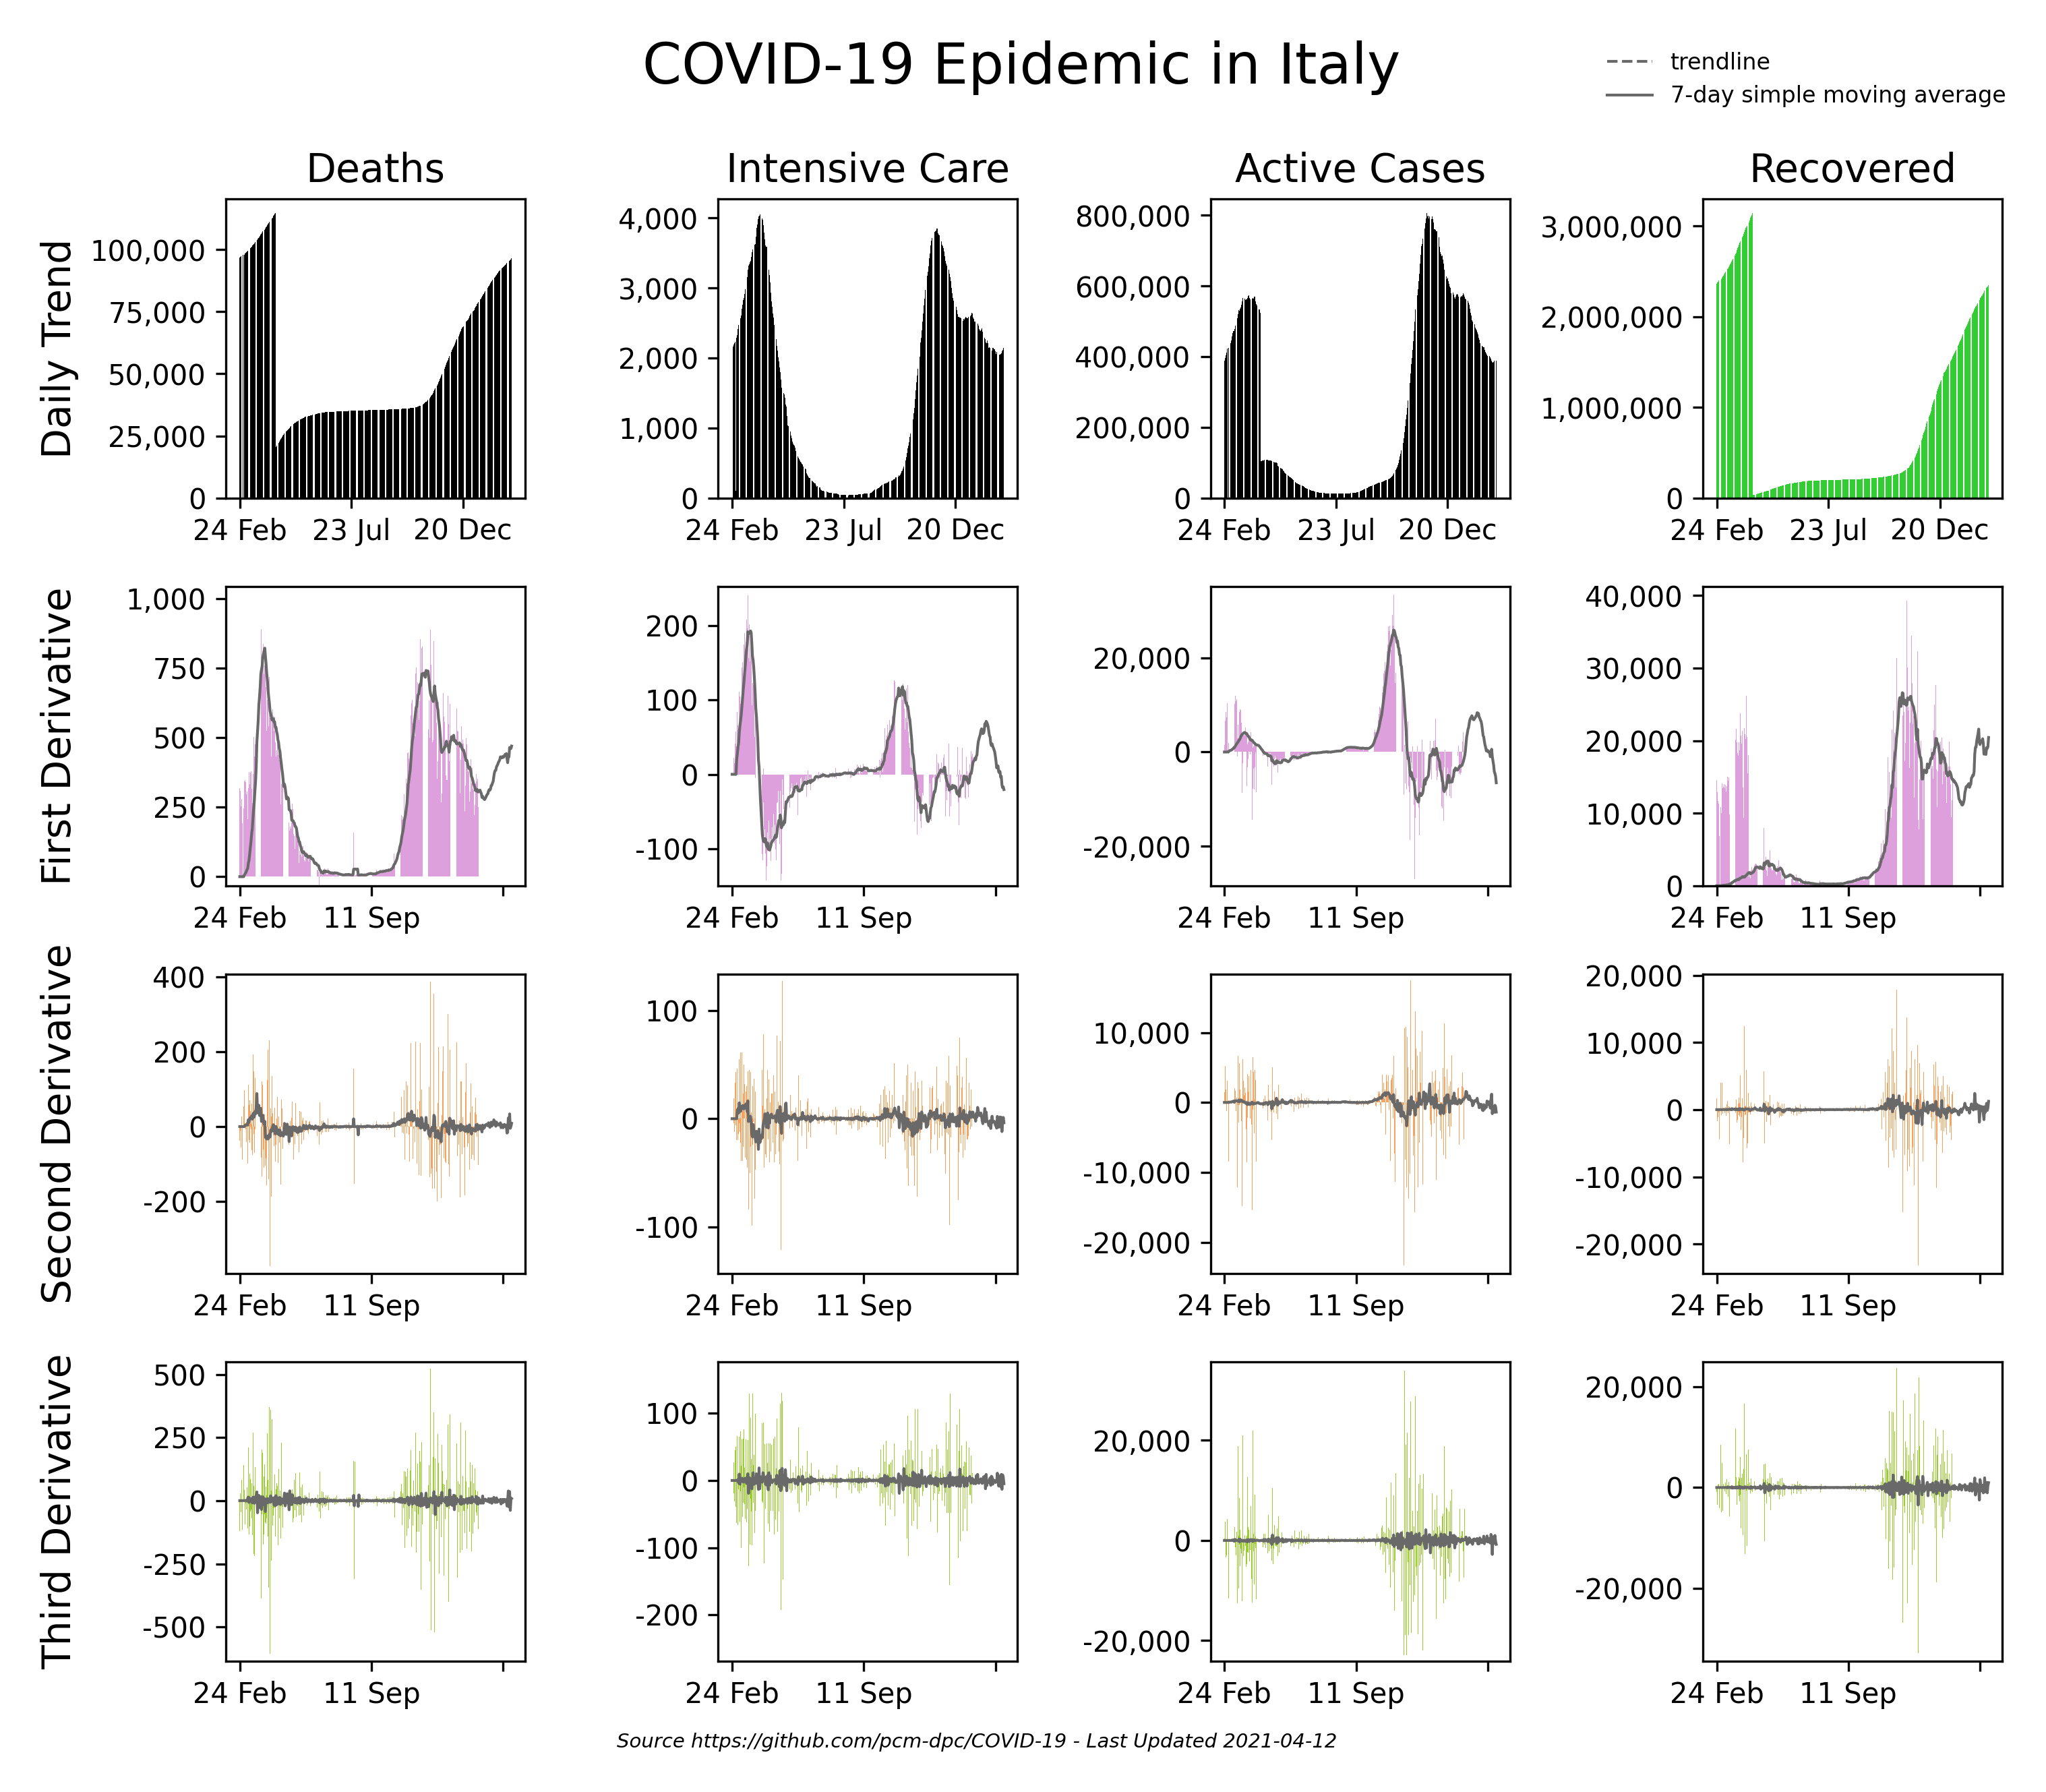 COVID-19 Epidemic in Italy
trendline
7-day simple moving average
Deaths
Intensive Care
Active Cases
Recovered
Daily Trend
100,000
75,000
50,000
25,000
0
24 Feb
23 Jul
20 Dec
4,000
3,000
2,000
1,000
0
24 Feb
23 Jul
20 Dec
800,000
600,000
400,000
200,000
0
24 Feb
23 Jul
20 Dec
3,000,000
2,000,000
1,000,000
0
24 Feb
23 Jul
20 Dec
First Derivative
1,000
750
500
250
0
24 Feb
11 Sep
200
100
0
-100
24 Feb
11 Sep
20,000
0
-20,000
24 Feb
11 Sep
40,000
30,000
20,000
10,000
0
24 Feb
11 Sep
Second Derivative
400
200
0
-200
24 Feb
11 Sep
100
0
-100
24 Feb
11 Sep
10,000
0
-10,000
-20,000
24 Feb
11 Sep
20,000
10,000
0
-10,000
-20,000
24 Feb
11 Sep
Third Derivative
500
250
0
-250
-500
24 Feb
11 Sep
100
0
-100
-200
24 Feb
11 Sep
20,000
0
-20,000
24 Feb
11 Sep
20,000
0
-20,000
24 Feb
11 Sep
Source https://github.com/pcm-dpc/COVID-19 - Last Updated 2021-04-12